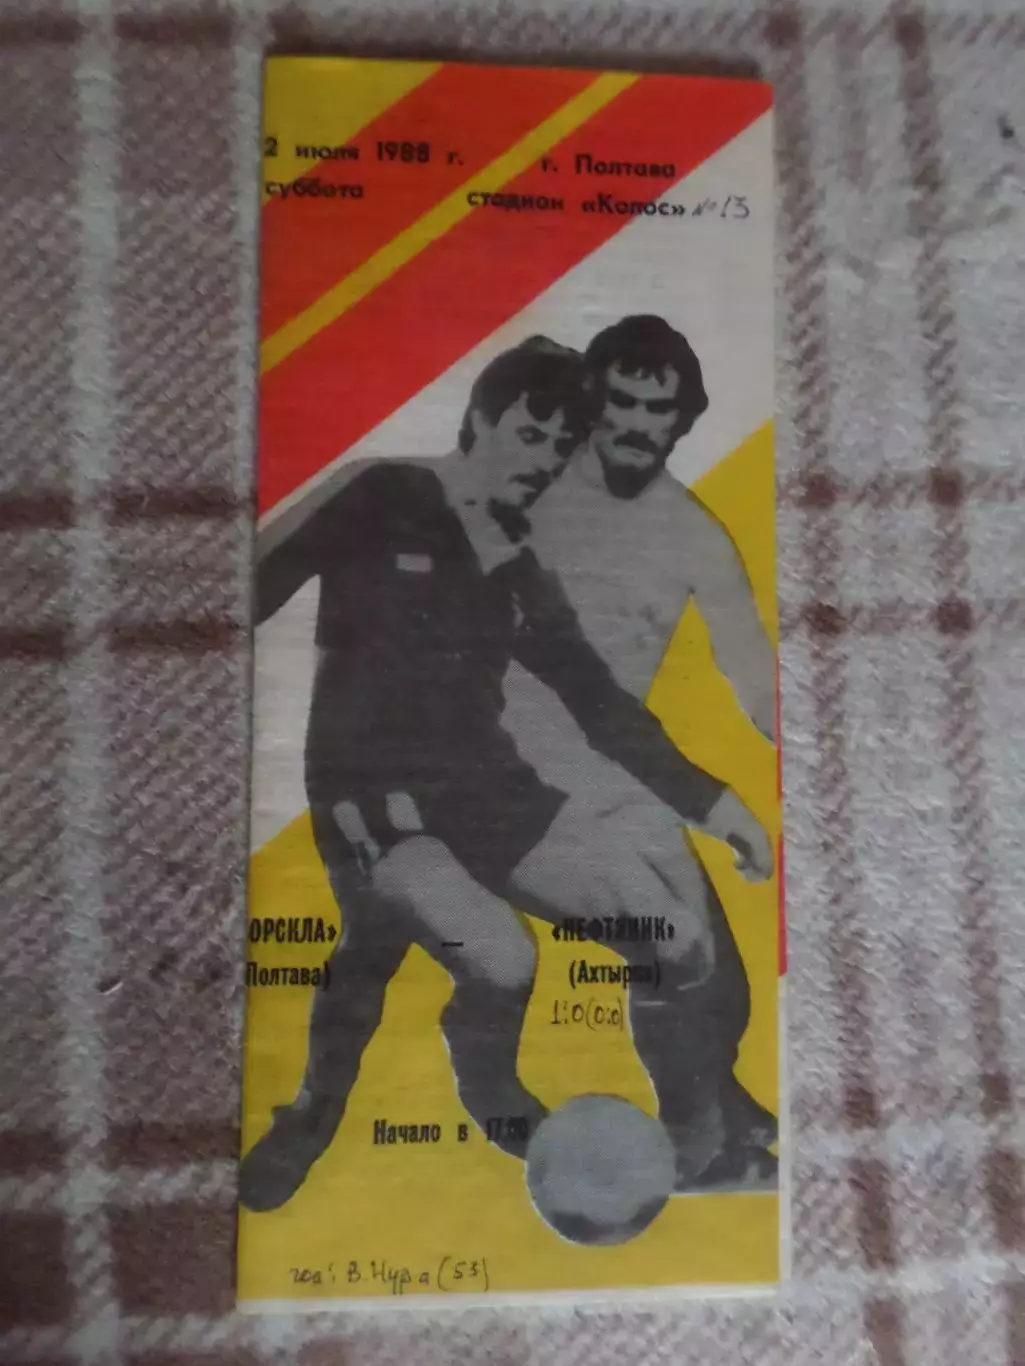 2 июля 1988 г. г. Полтава
суббота стадион «Колос» №13
ОРСКЛА» — «НЕФТЯНИК»
Полтава) (Ахтырка)
1:0(0:0)
Начало в 17.00
гол: В. Чура (53)